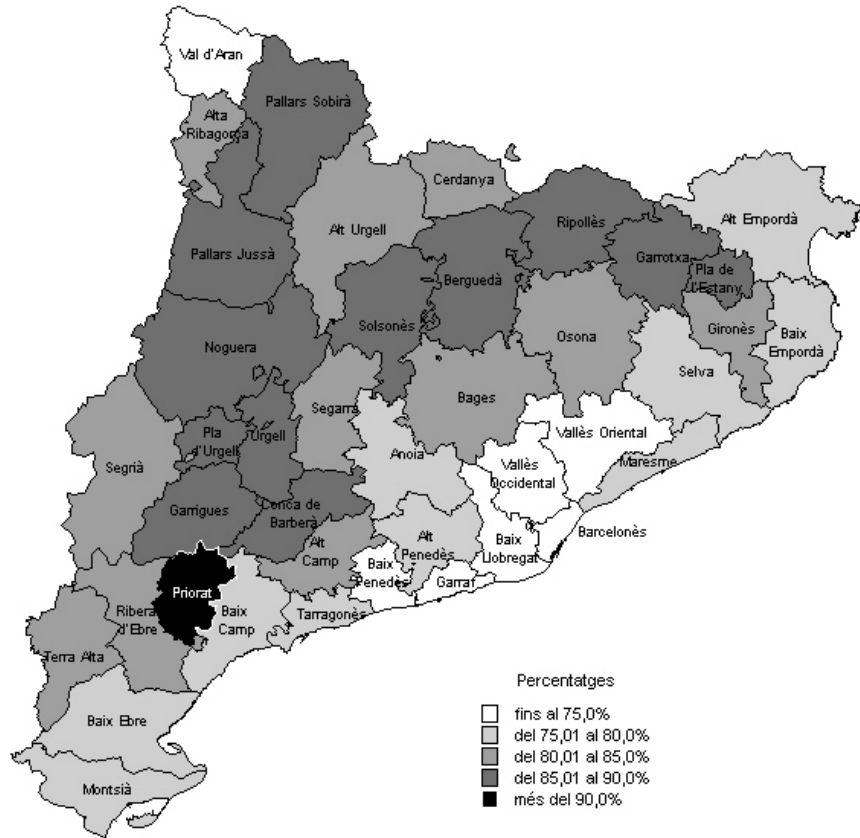 Val d'Aran
Pallars Sobirà
Alta
Ribagorça
Cerdanya
Alt Urgell
Ripollès
Alt Empordà
Pallars Jussà
Garrotxa
Pla de
l'Estany
Berguedà
Solsonès
Osona
Gironès
Baix
Empordà
Noguera
Selva
Segarra
Bages
Pla
d'Urgell
Urgell
Vallès Oriental
Anoia
Maresme
Segrià
Vallès
Occidental
Garrigues
Conca de
Barberà
Alt
Camp
Alt
Penedès
Baix
Llobregat
Barcelonès
Baix
Penedès
Garraf
Priorat
Ribera
d'Ebre
Baix
Camp
Tarragonès
Terra Alta
Baix Ebre
Montsià
Percentatges
fins al 75,0%
del 75,01 al 80,0%
del 80,01 al 85,0%
del 85,01 al 90,0%
més del 90,0%